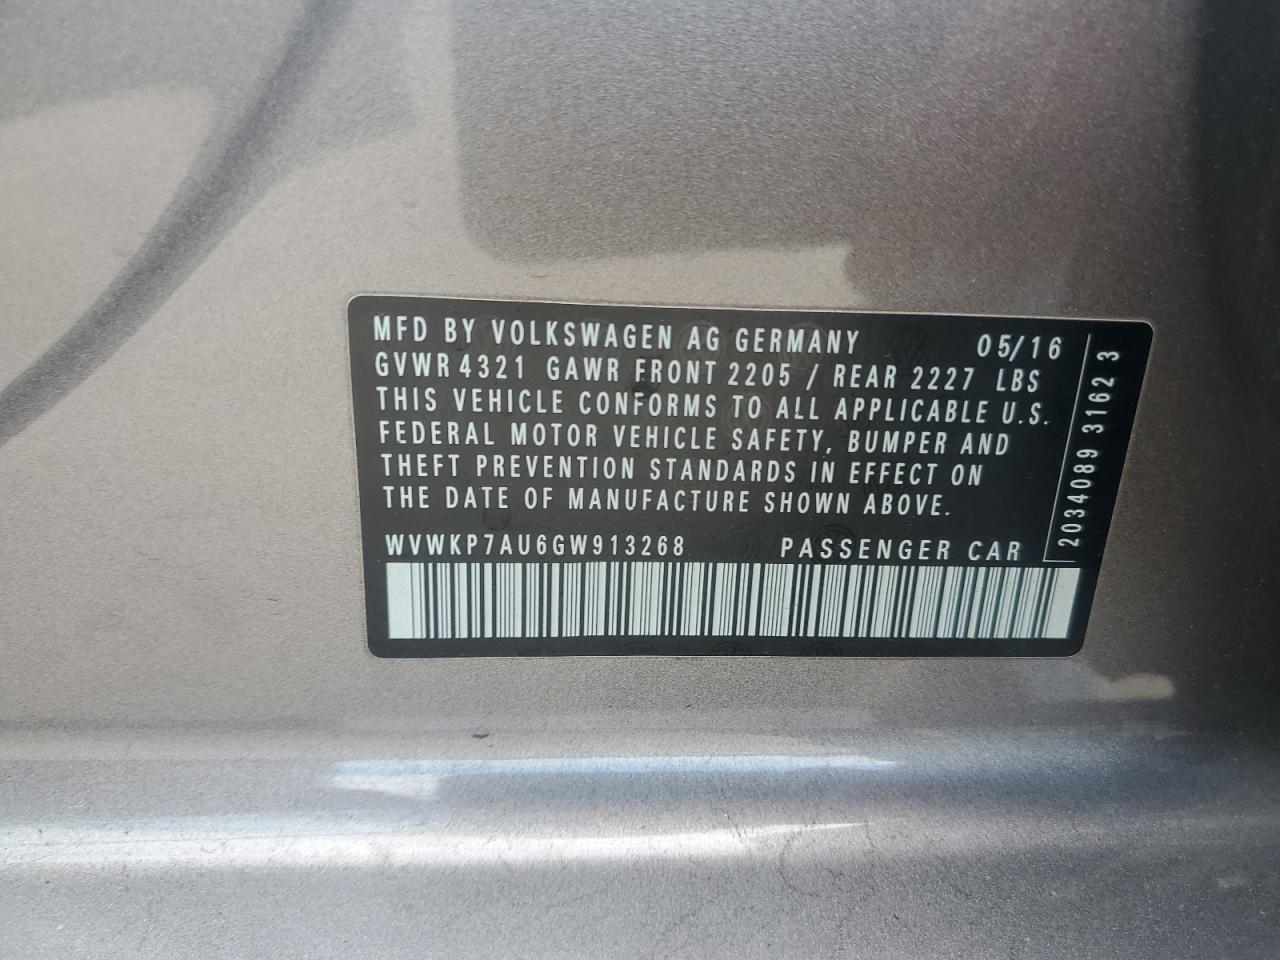 MFD BY VOLKSWAGEN AG GERMANY 05/16
GVWR 4321 GAWR FRONT 2205 / REAR 2227 LBS
THIS VEHICLE CONFORMS TO ALL APPLICABLE U.S.
FEDERAL MOTOR VEHICLE SAFETY, BUMPER AND
THEFT PREVENTION STANDARDS IN EFFECT ON
THE DATE OF MANUFACTURE SHOWN ABOVE.
WVWKP7AU6GW913268 PASSENGER CAR
2034089 3162 3